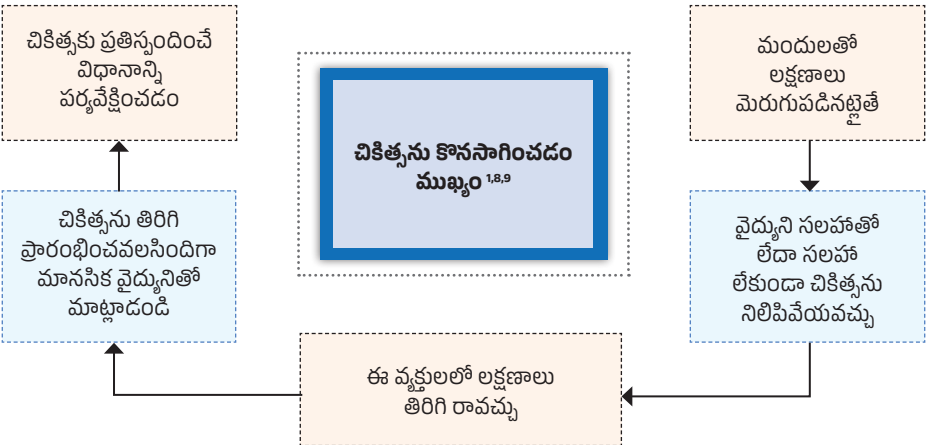 చికిత్సకు ప్రతిస్పందించే
విధానాన్ని
పర్యవేక్షించడం
చికిత్సను కొనసాగించడం
ముఖ్యం 1,8,9
మందులతో
లక్షణాలు
మెరుగుపడినట్లైతే
చికిత్సను తిరిగి
ప్రారంభించవలసిందిగా
మానసిక వైద్యునితో
మాట్లాడండి
వైద్యుని సలహాతో
లేదా సలహా
లేకుండా చికిత్సను
నిలిపివేయవచ్చు
ఈ వ్యక్తులలో లక్షణాలు
తిరిగి రావచ్చు